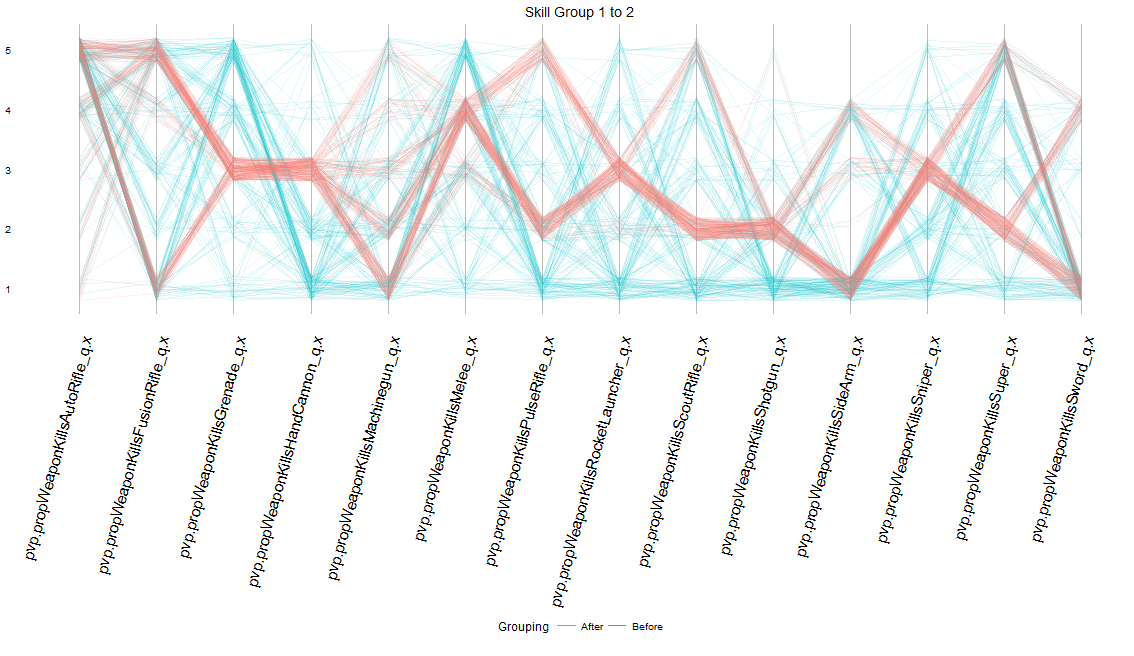 Skill Group 1 to 2
5
4
3
2
1
pvp.propWeaponKillsAutoRifle_q.x
pvp.propWeaponKillsFusionRifle_q.x
pvp.propWeaponKillsGrenade_q.x
pvp.propWeaponKillsHandCannon_q.x
pvp.propWeaponKillsMachinegun_q.x
pvp.propWeaponKillsMelee_q.x
pvp.propWeaponKillsPulseRifle_q.x
pvp.propWeaponKillsRocketLauncher_q.x
pvp.propWeaponKillsScoutRifle_q.x
pvp.propWeaponKillsShotgun_q.x
pvp.propWeaponKillsSideArm_q.x
pvp.propWeaponKillsSniper_q.x
pvp.propWeaponKillsSuper_q.x
pvp.propWeaponKillsSword_q.x
Grouping After Before